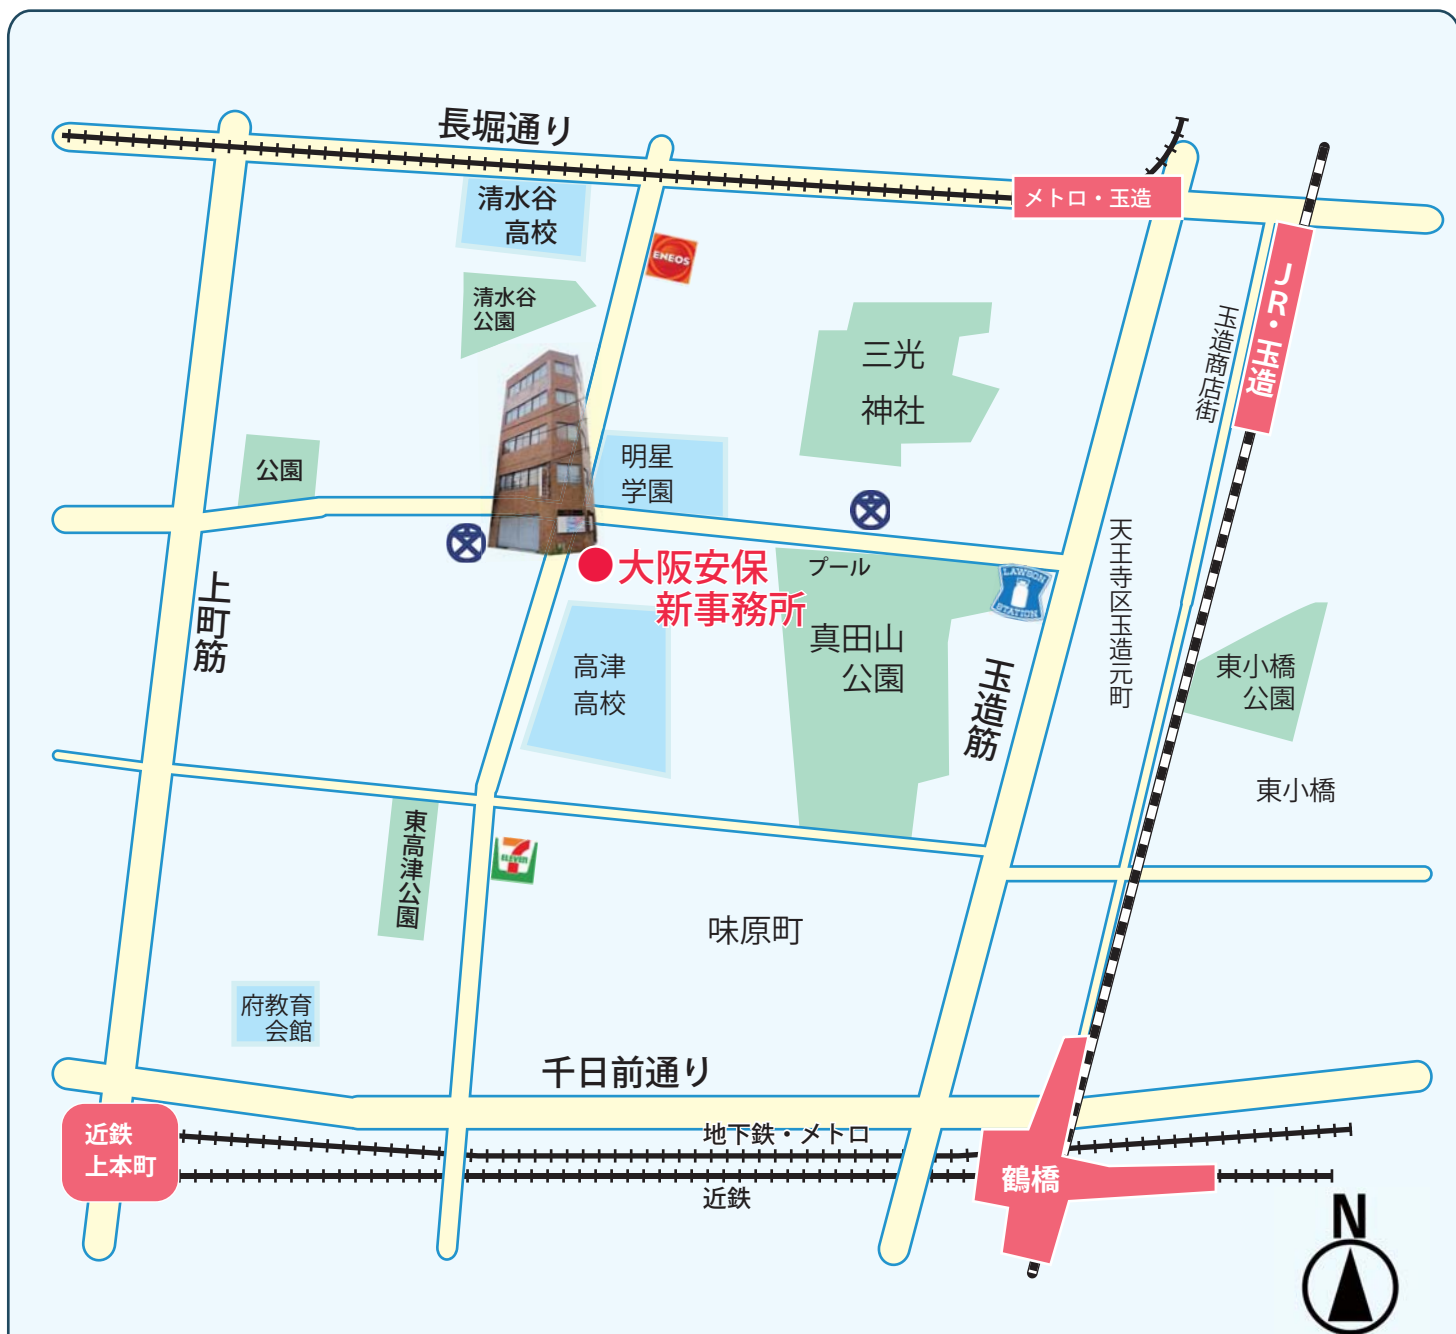 長堀通り
清水谷
高校
メトロ・玉造
ENEOS
JR・玉造
清水谷
公園
玉造商店街
三光
神社
公園
明星
学園
大阪安保
新事務所
プール
LAWSON
STATION
天王寺区玉造元町
上町筋
真田山
公園
高津
高校
玉造筋
東小橋
公園
東小橋
東高津公園
7
ELEVEN
味原町
府教育
会館
千日前通り
近鉄
上本町
地下鉄・メトロ
近鉄
鶴橋
N